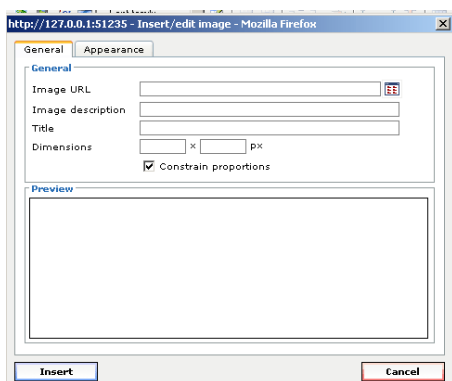 http://127.0.0.1:51235 - Insert/edit image - Mozilla Firefox
General Appearance
General
Image URL
Image description
Title
Dimensions × px
Constrain proportions
Preview
Insert Cancel